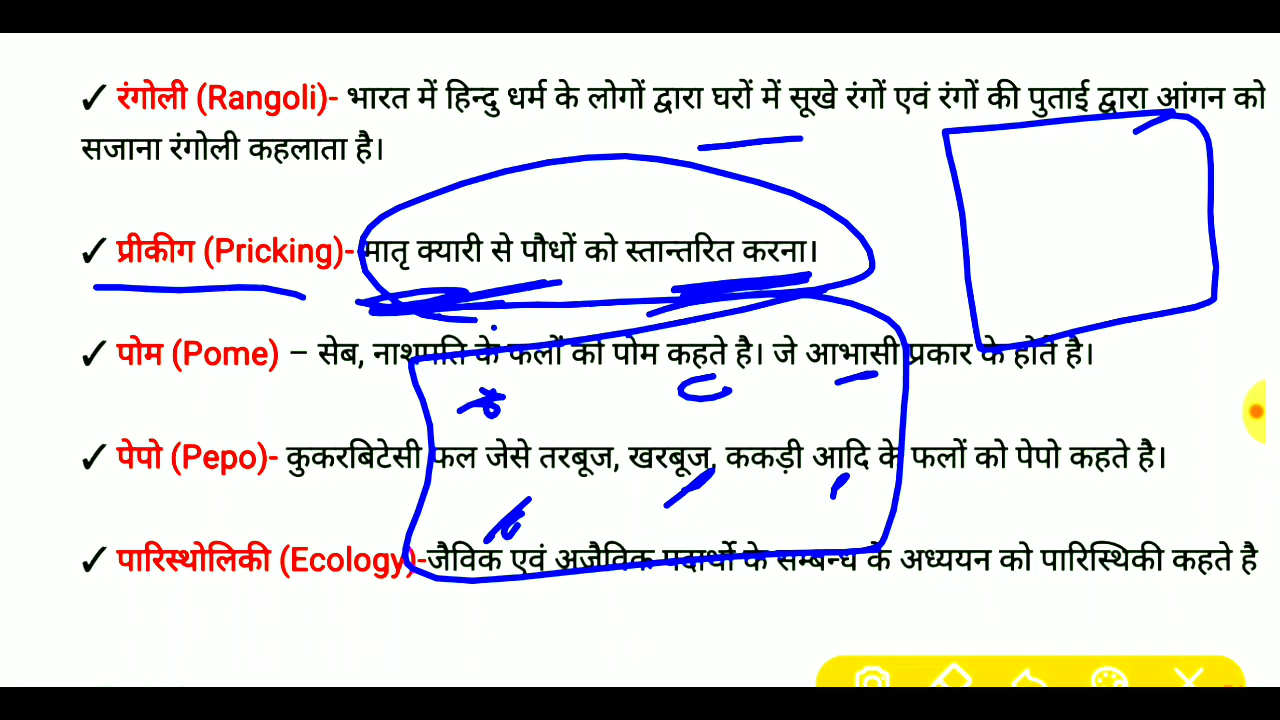 ✓ रंगोली (Rangoli)- भारत में हिन्दु धर्म के लोगों द्वारा घरों में सूखे रंगों एवं रंगों की पुताई द्वारा आंगन को
सजाना रंगोली कहलाता है।
✓ प्रीकीग (Pricking)- मातृ क्यारी से पौधों को स्तान्तरित करना।
✓ पोम (Pome) – सेब, नाशपति के फलों को पोम कहते है। जे आभासी प्रकार के होते है।
✓ पेपो (Pepo)- कुकरबिटेसी फल जेसे तरबूज, खरबूज, ककड़ी आदि के फलों को पेपो कहते है।
✓ पारिस्थोलिकी (Ecology)-जैविक एवं अजैविक पदार्थो के सम्बन्ध के अध्ययन को पारिस्थिकी कहते है